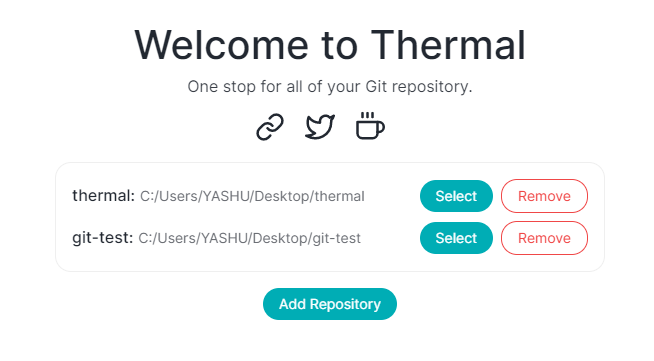 Welcome to Thermal
One stop for all of your Git repository.
thermal: C:/Users/YASHU/Desktop/thermal Select Remove
git-test: C:/Users/YASHU/Desktop/git-test Select Remove
Add Repository